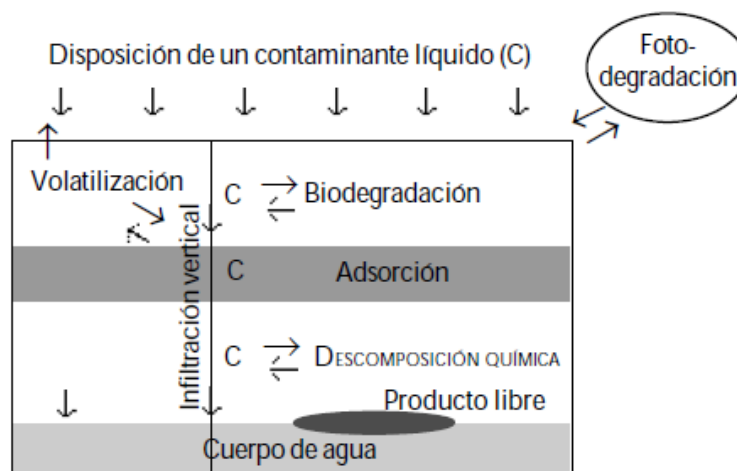 Disposición de un contaminante líquido (C)
Foto-
degradación
Volatilización
C
Biodegradación
Infiltración vertical
C
Adsorción
C
DESCOMPOSICIÓN QUÍMICA
Producto libre
Cuerpo de agua